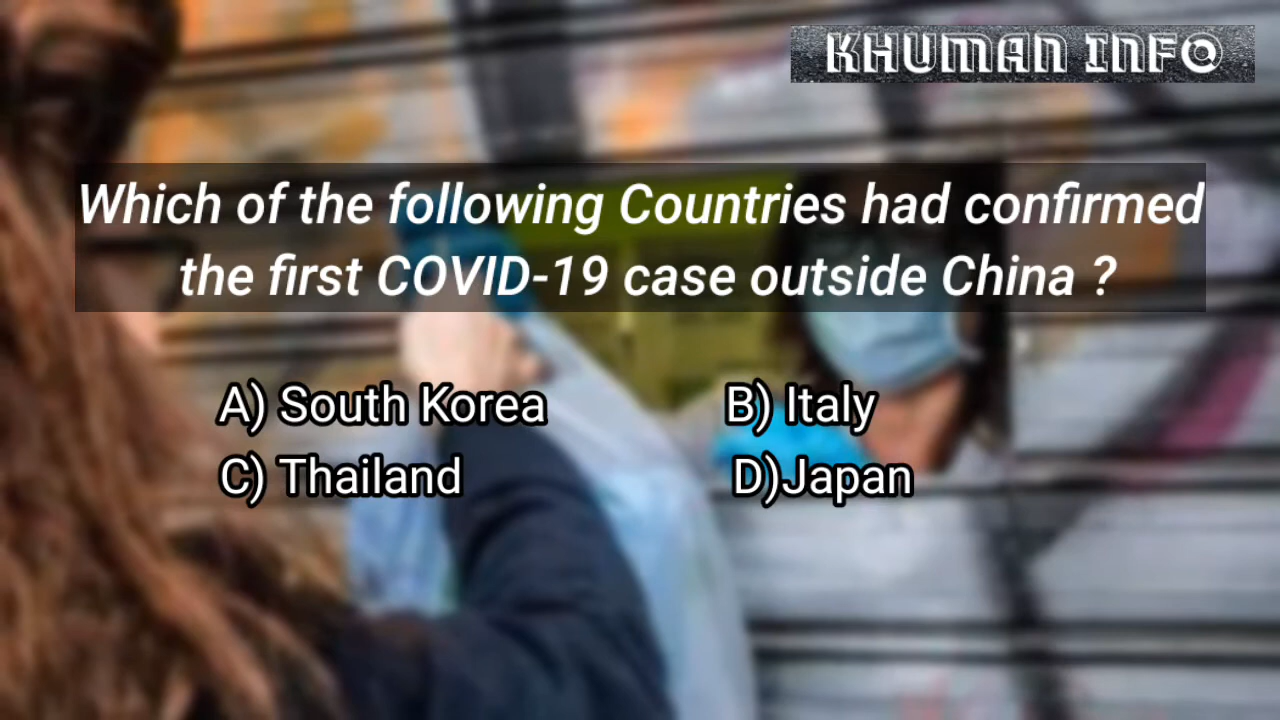 KHUMAN INFO
Which of the following Countries had confirmed
the first COVID-19 case outside China ?
A) South Korea
B) Italy
C) Thailand
D)Japan